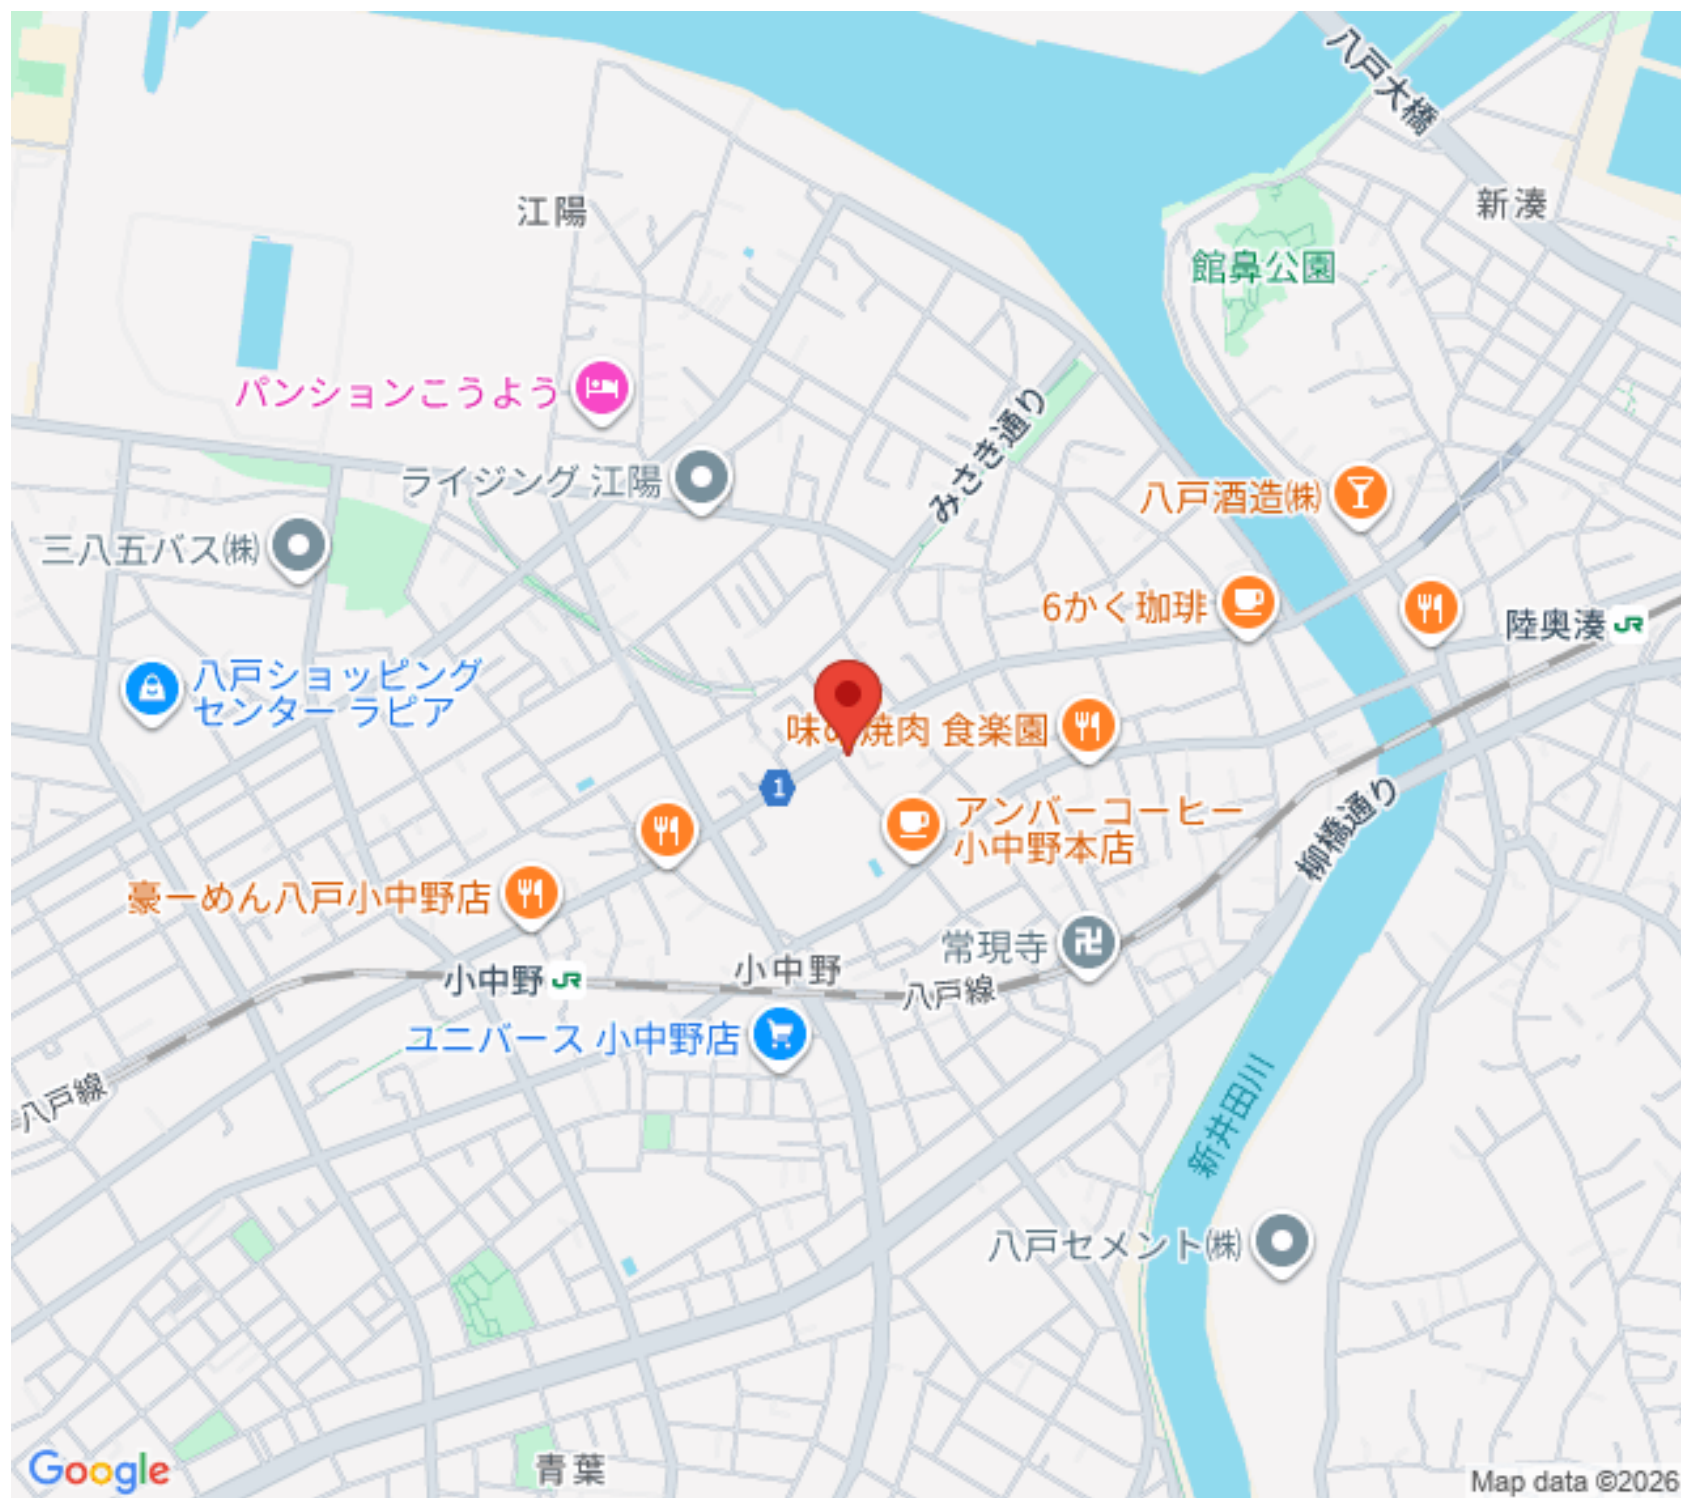 八戸大橋
新湊
江陽
館鼻公園
パンションこうよう
みさき通り
ライジング 江陽
八戸酒造㈱
三八五バス㈱
6かく珈琲
陸奥湊
JR
八戸ショッピング
センター ラピア
焼肉 食楽園
1
アンバーコーヒー
小中野本店
柳橋通り
豪ーめん八戸小中野店
常現寺
小中野
JR
小中野
八戸線
ユニバース 小中野店
八戸線
新井田川
八戸セメント㈱
青葉
Google
Map data ©2026